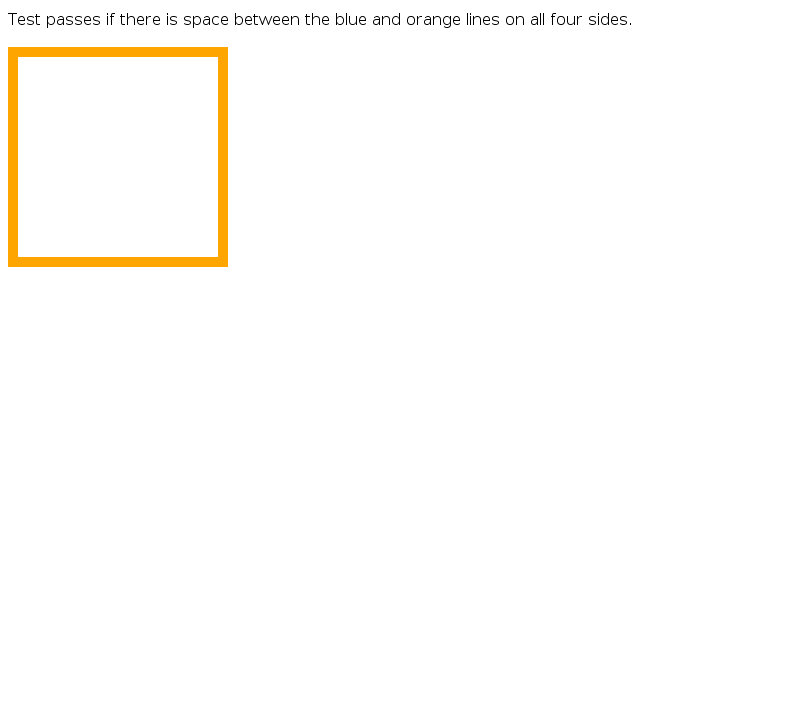 Test passes if there is space between the blue and orange lines on all four sides.